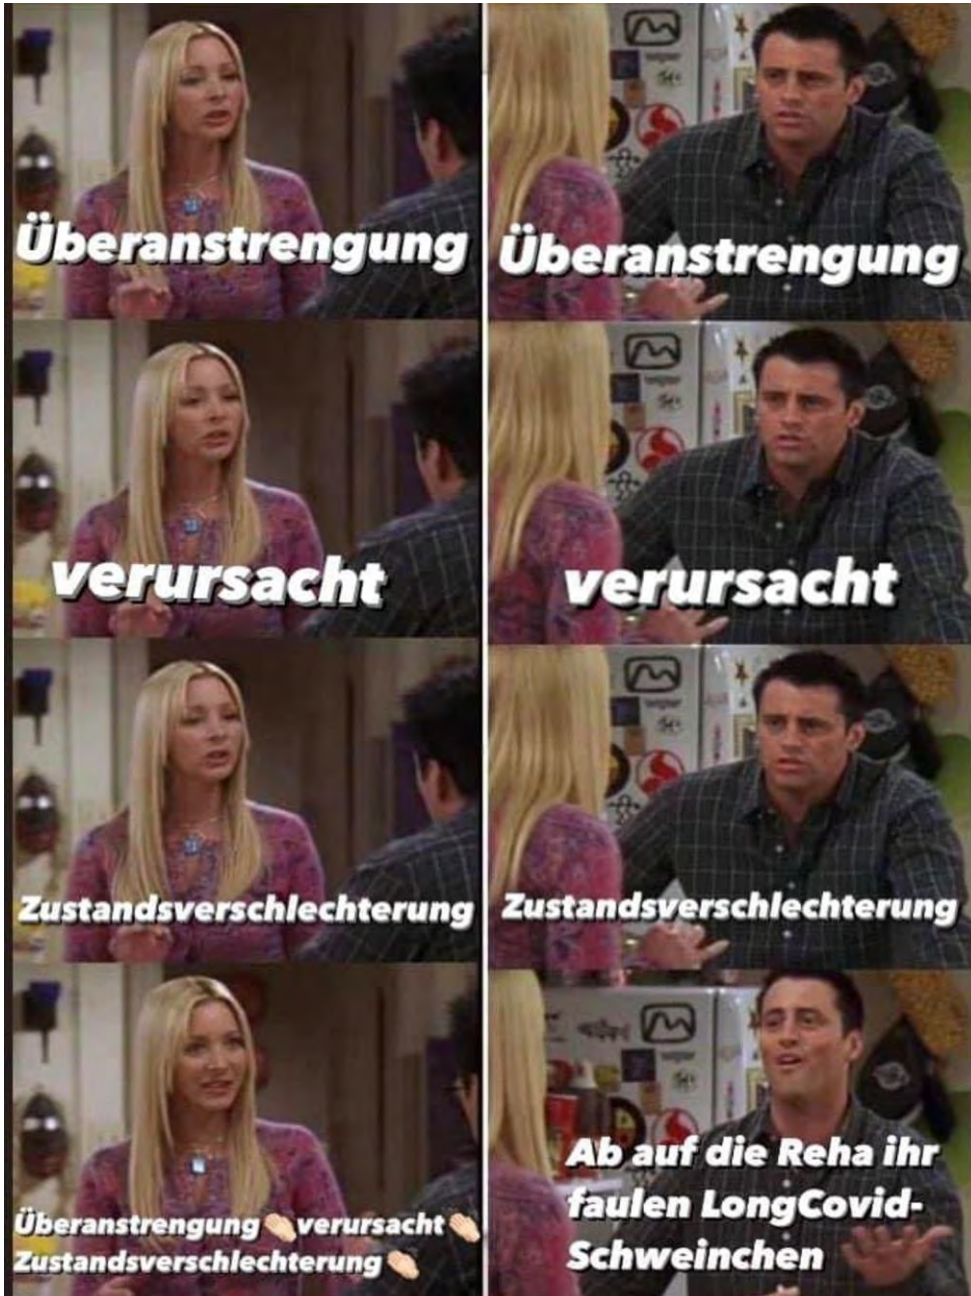 Überanstrengung
Überanstrengung
verursacht
verursacht
Zustandsverschlechterung
Zustandsverschlechterung
Überanstrengung👏🏻verursacht👏🏻
Zustandsverschlechterung👏🏻
Ab auf die Reha ihr
faulen LongCovid-
Schweinchen